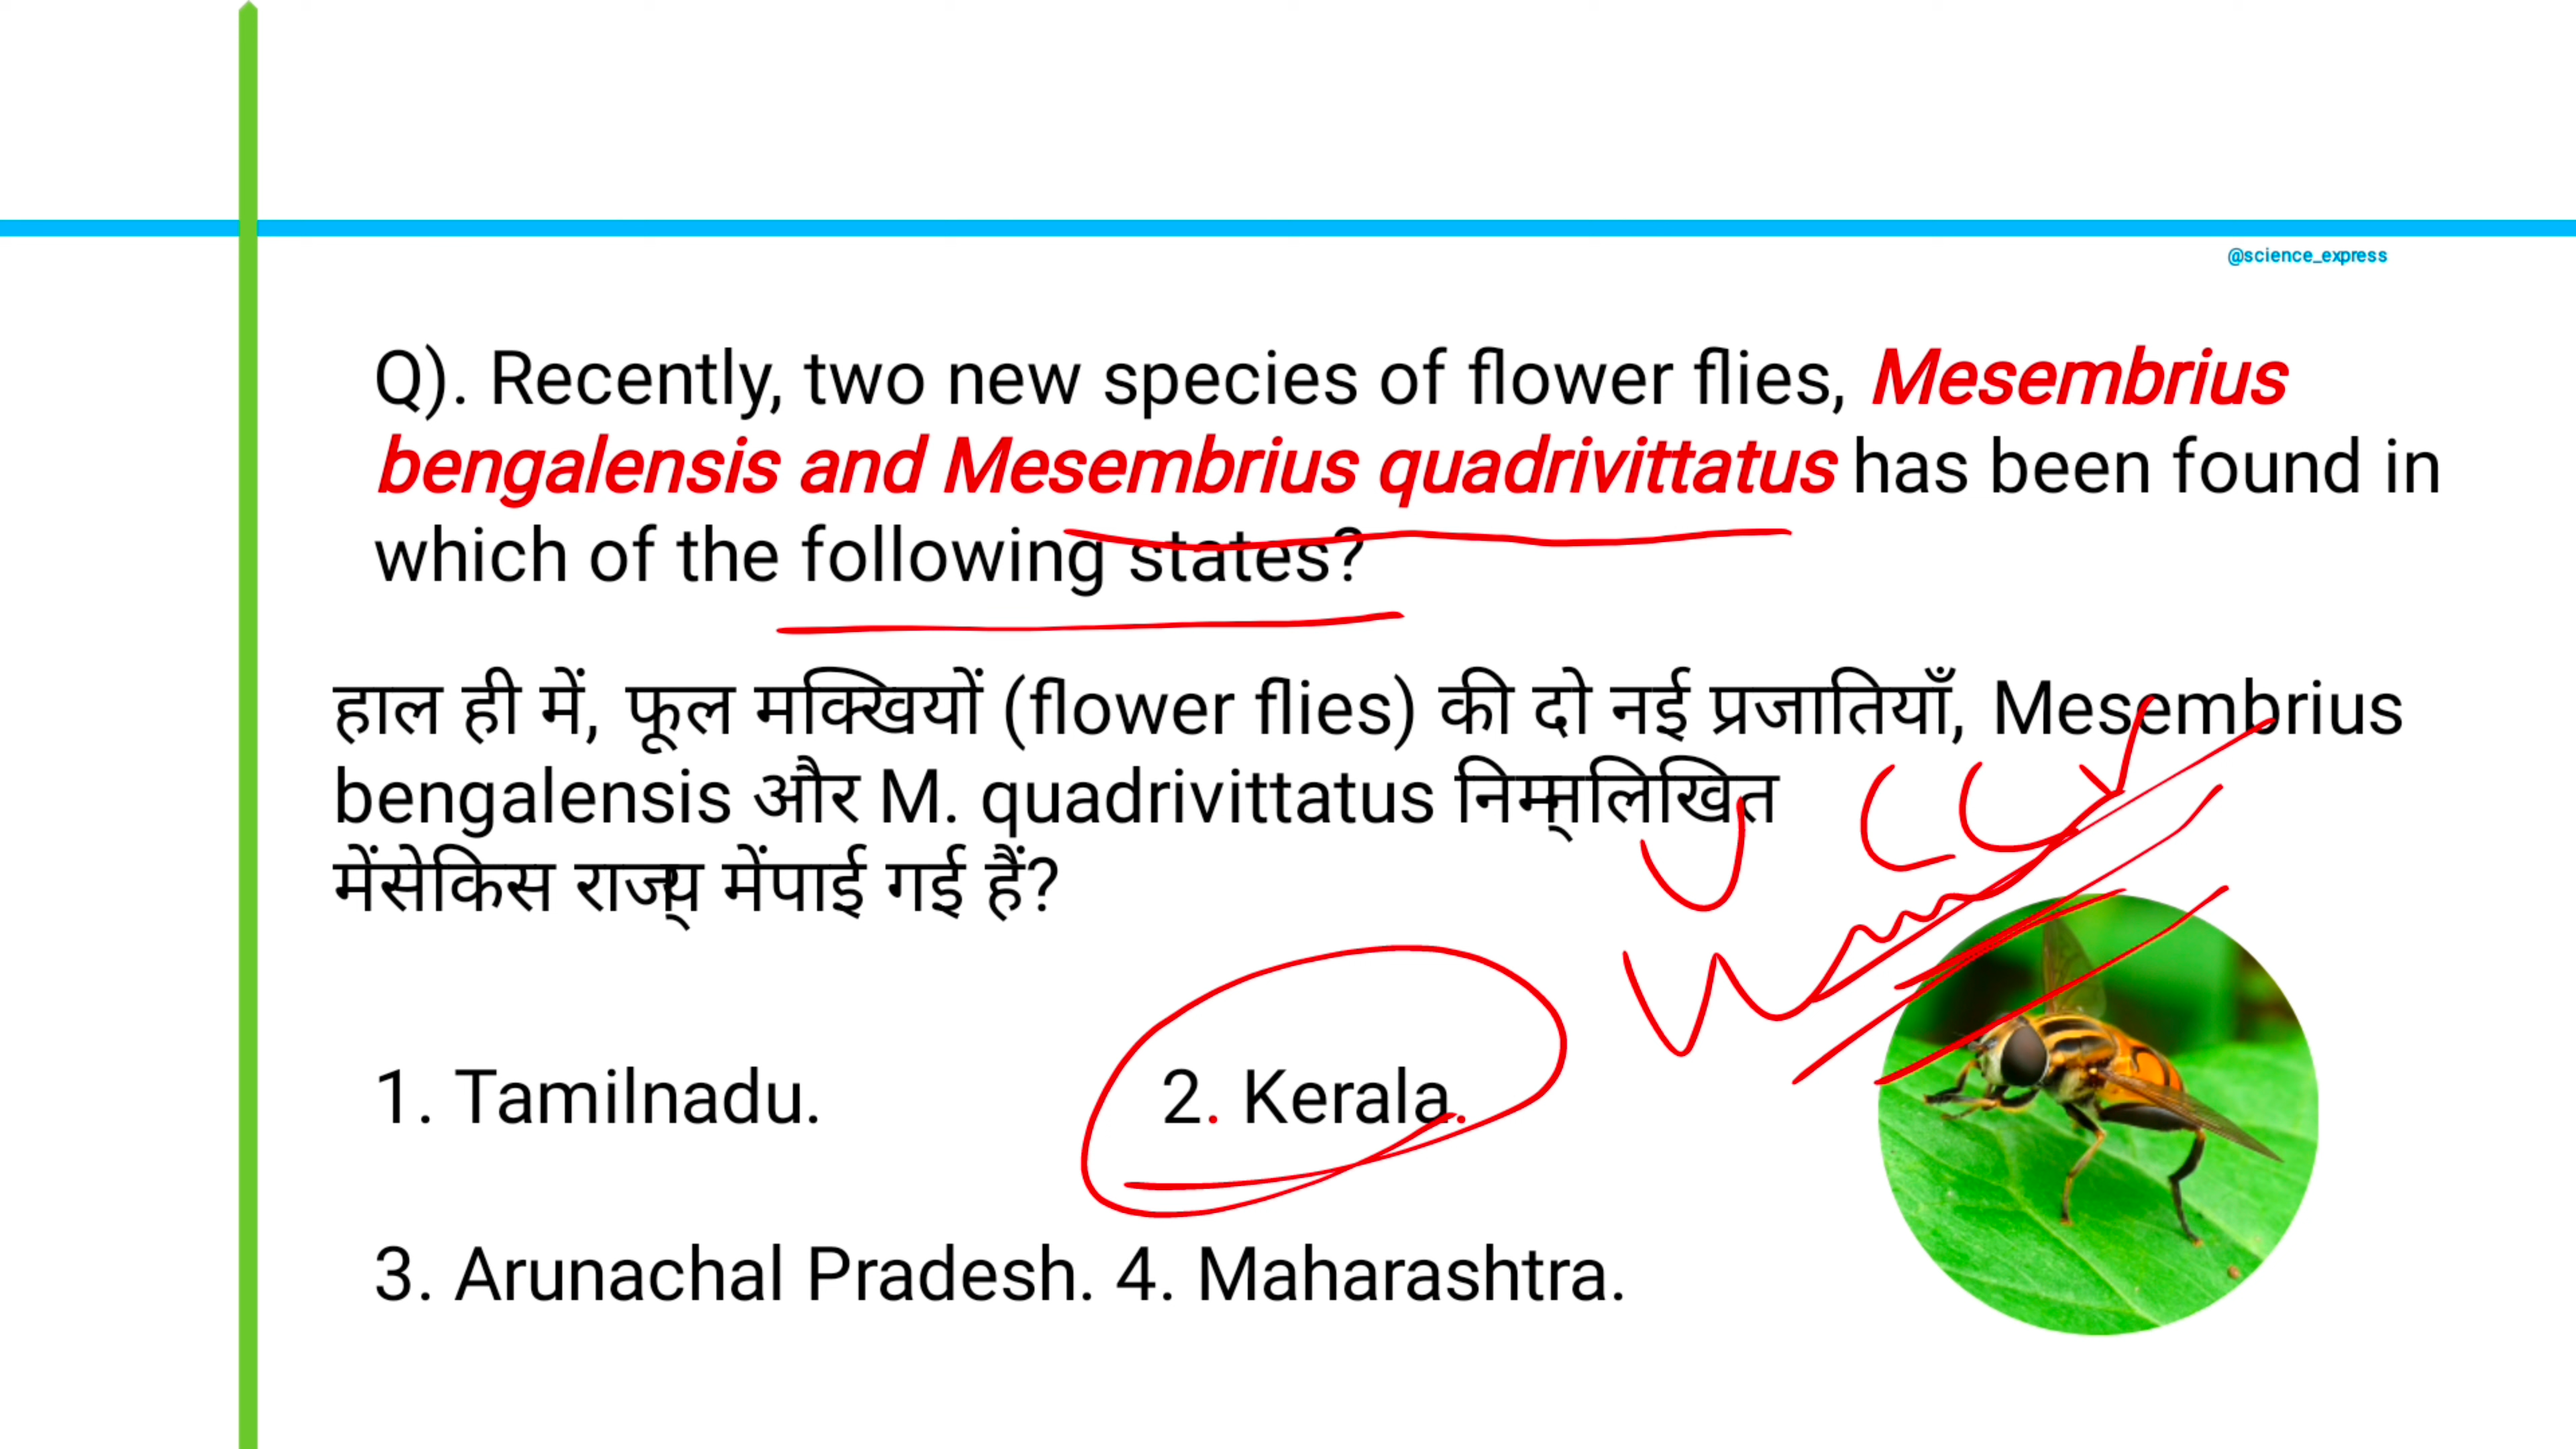 @science_express
Q). Recently, two new species of flower flies, Mesembrius
bengalensis and Mesembrius quadrivittatus has been found in
which of the following states?
हाल ही में, फूल मक्खियों (flower flies) की दो नई प्रजातियाँ, Mesembrius
bengalensis और M. quadrivittatus निम्नलिखित
मेंसेकिस राज्य मेंपाई गई हैं?
1. Tamilnadu. 2. Kerala.
3. Arunachal Pradesh. 4. Maharashtra.